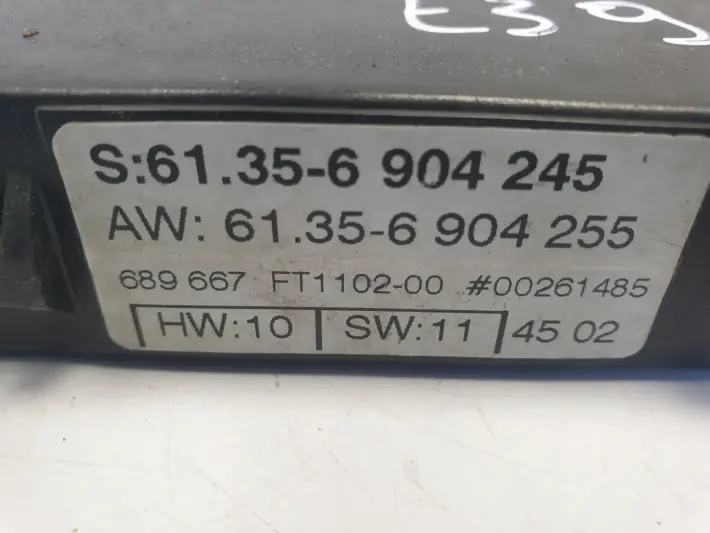 E39
S:61.35-6 904 245
AW: 61.35-6 904 255
689 667 FT1102-00 #00261485
HW:10 SW:11 45 02